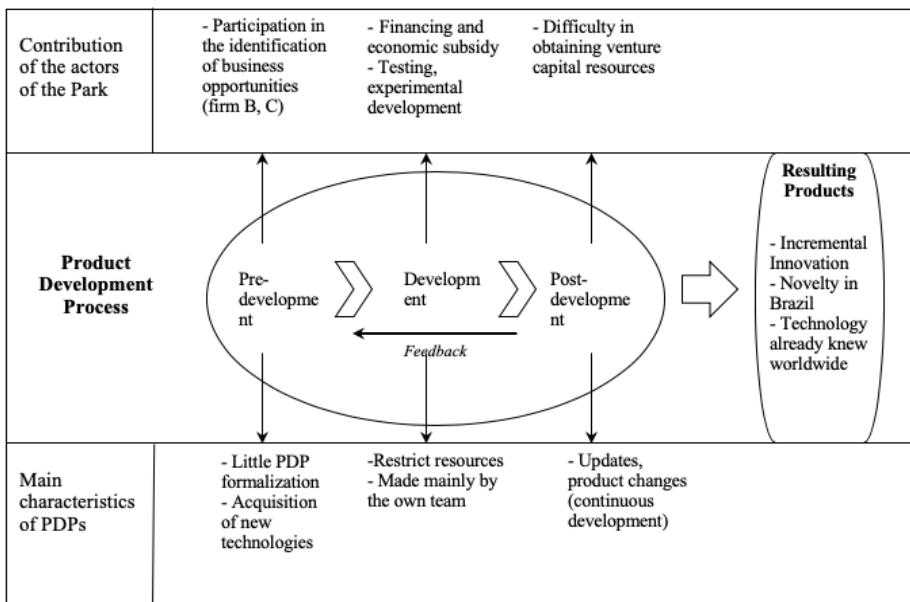 Contribution
of the actors
of the Park
- Participation in
the identification
of business
opportunities
(firm B, C)
- Financing and
economic subsidy
- Testing,
experimental
development
- Difficulty in
obtaining venture
capital resources
Product
Development
Process
Pre-
developme
nt
Developm
ent
Post-
developme
nt
Feedback
Resulting
Products
- Incremental
Innovation
- Novelty in
Brazil
- Technology
already knew
worldwide
Main
characteristics
of PDPs
- Little PDP
formalization
- Acquisition
of new
technologies
-Restrict resources
- Made mainly by
the own team
- Updates,
product changes
(continuous
development)